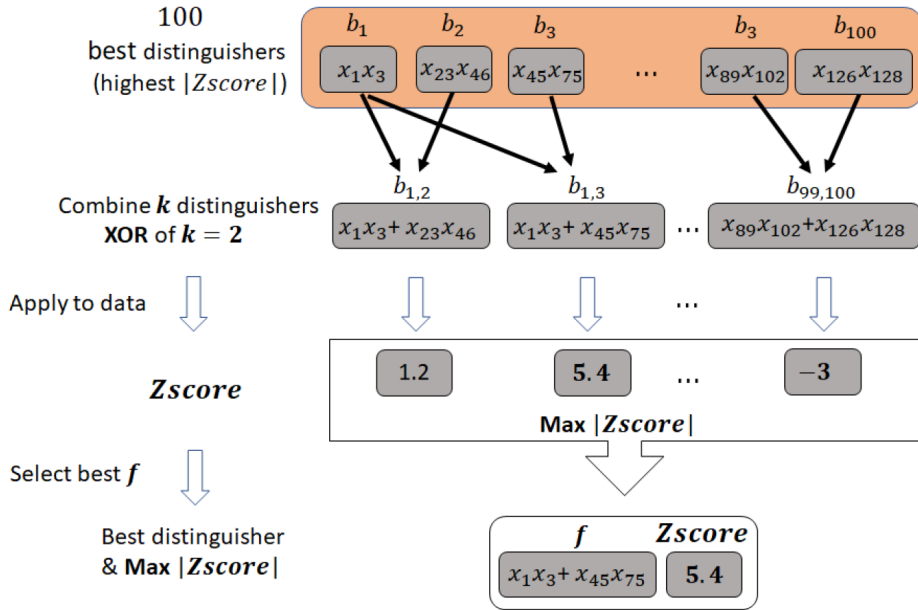 100
best distinguishers
(highest |Zscore|)
b₁ b₂ b₃ b₃ b₁₀₀
x₁x₃ x₂₃x₄₆ x₄₅x₇₅ ... x₈₉x₁₀₂ x₁₂₆x₁₂₈
b₁,₂ b₁,₃ b₉₉,₁₀₀
Combine k distinguishers
XOR of k = 2
x₁x₃+ x₂₃x₄₆ x₁x₃+ x₄₅x₇₅ ... x₈₉x₁₀₂+x₁₂₆x₁₂₈
Apply to data ...
Zscore
1.2 5.4 ... −3
Max |Zscore|
Select best f
Best distinguisher
& Max |Zscore|
f Zscore
x₁x₃+ x₄₅x₇₅ 5.4